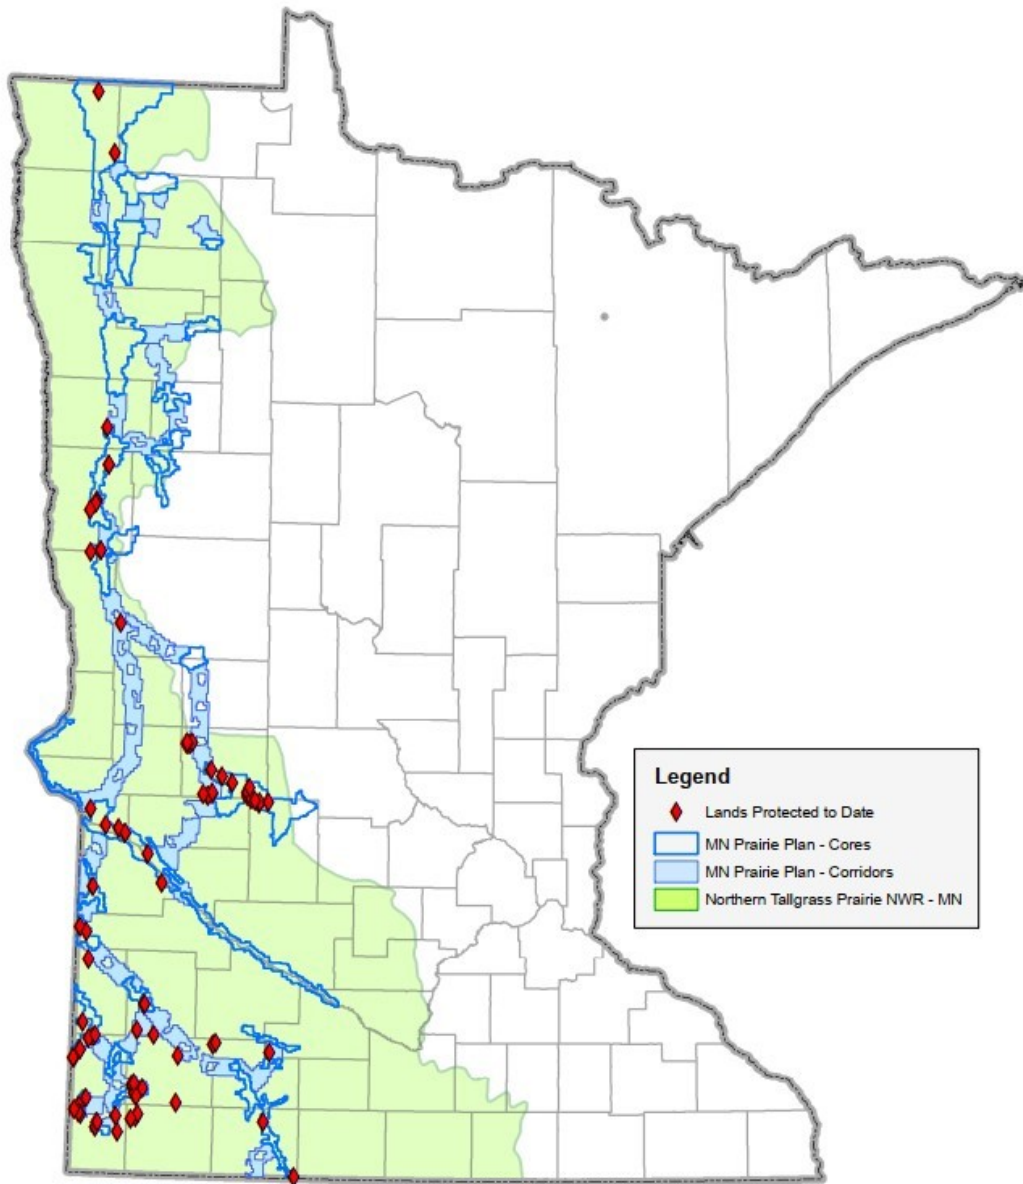 Legend
Lands Protected to Date
MN Prairie Plan - Cores
MN Prairie Plan - Corridors
Northern Tallgrass Prairie NWR - MN